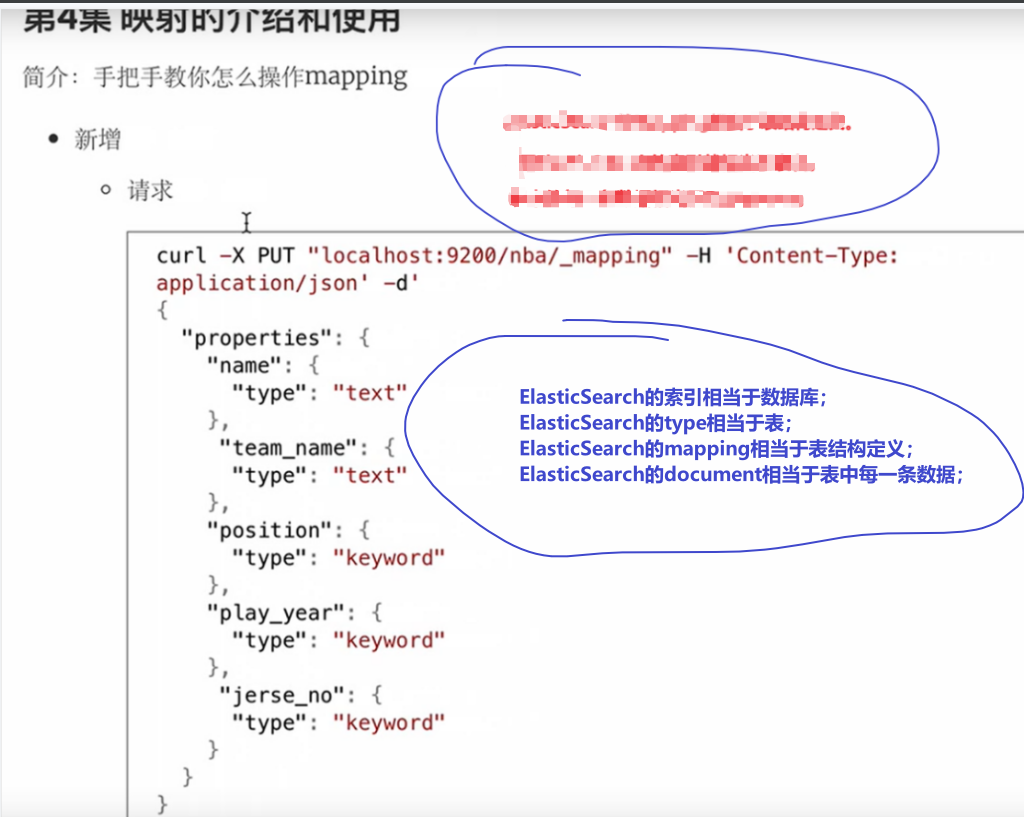 第4集 映射的介绍和使用
简介：手把手教你怎么操作mapping
新增
请求
curl -X PUT "localhost:9200/nba/_mapping" -H 'Content-Type:
application/json' -d'
{
"properties": {
"name": {
"type": "text"
},
"team_name": {
"type": "text"
},
"position": {
"type": "keyword"
},
"play_year": {
"type": "keyword"
},
"jerse_no": {
"type": "keyword"
}
}
}
ElasticSearch的索引相当于数据库；
ElasticSearch的type相当于表；
ElasticSearch的mapping相当于表结构定义；
ElasticSearch的document相当于表中每一条数据；